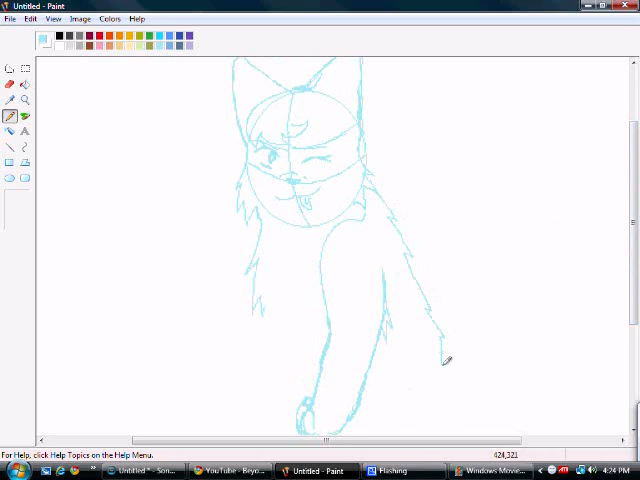 Untitled - Paint
File Edit View Image Colors Help
For Help, click Help Topics on the Help Menu.
424,321
Untitled * - Son...
YouTube - Beyo...
Untitled - Paint
Flashing
Windows Movie...
4:24 PM